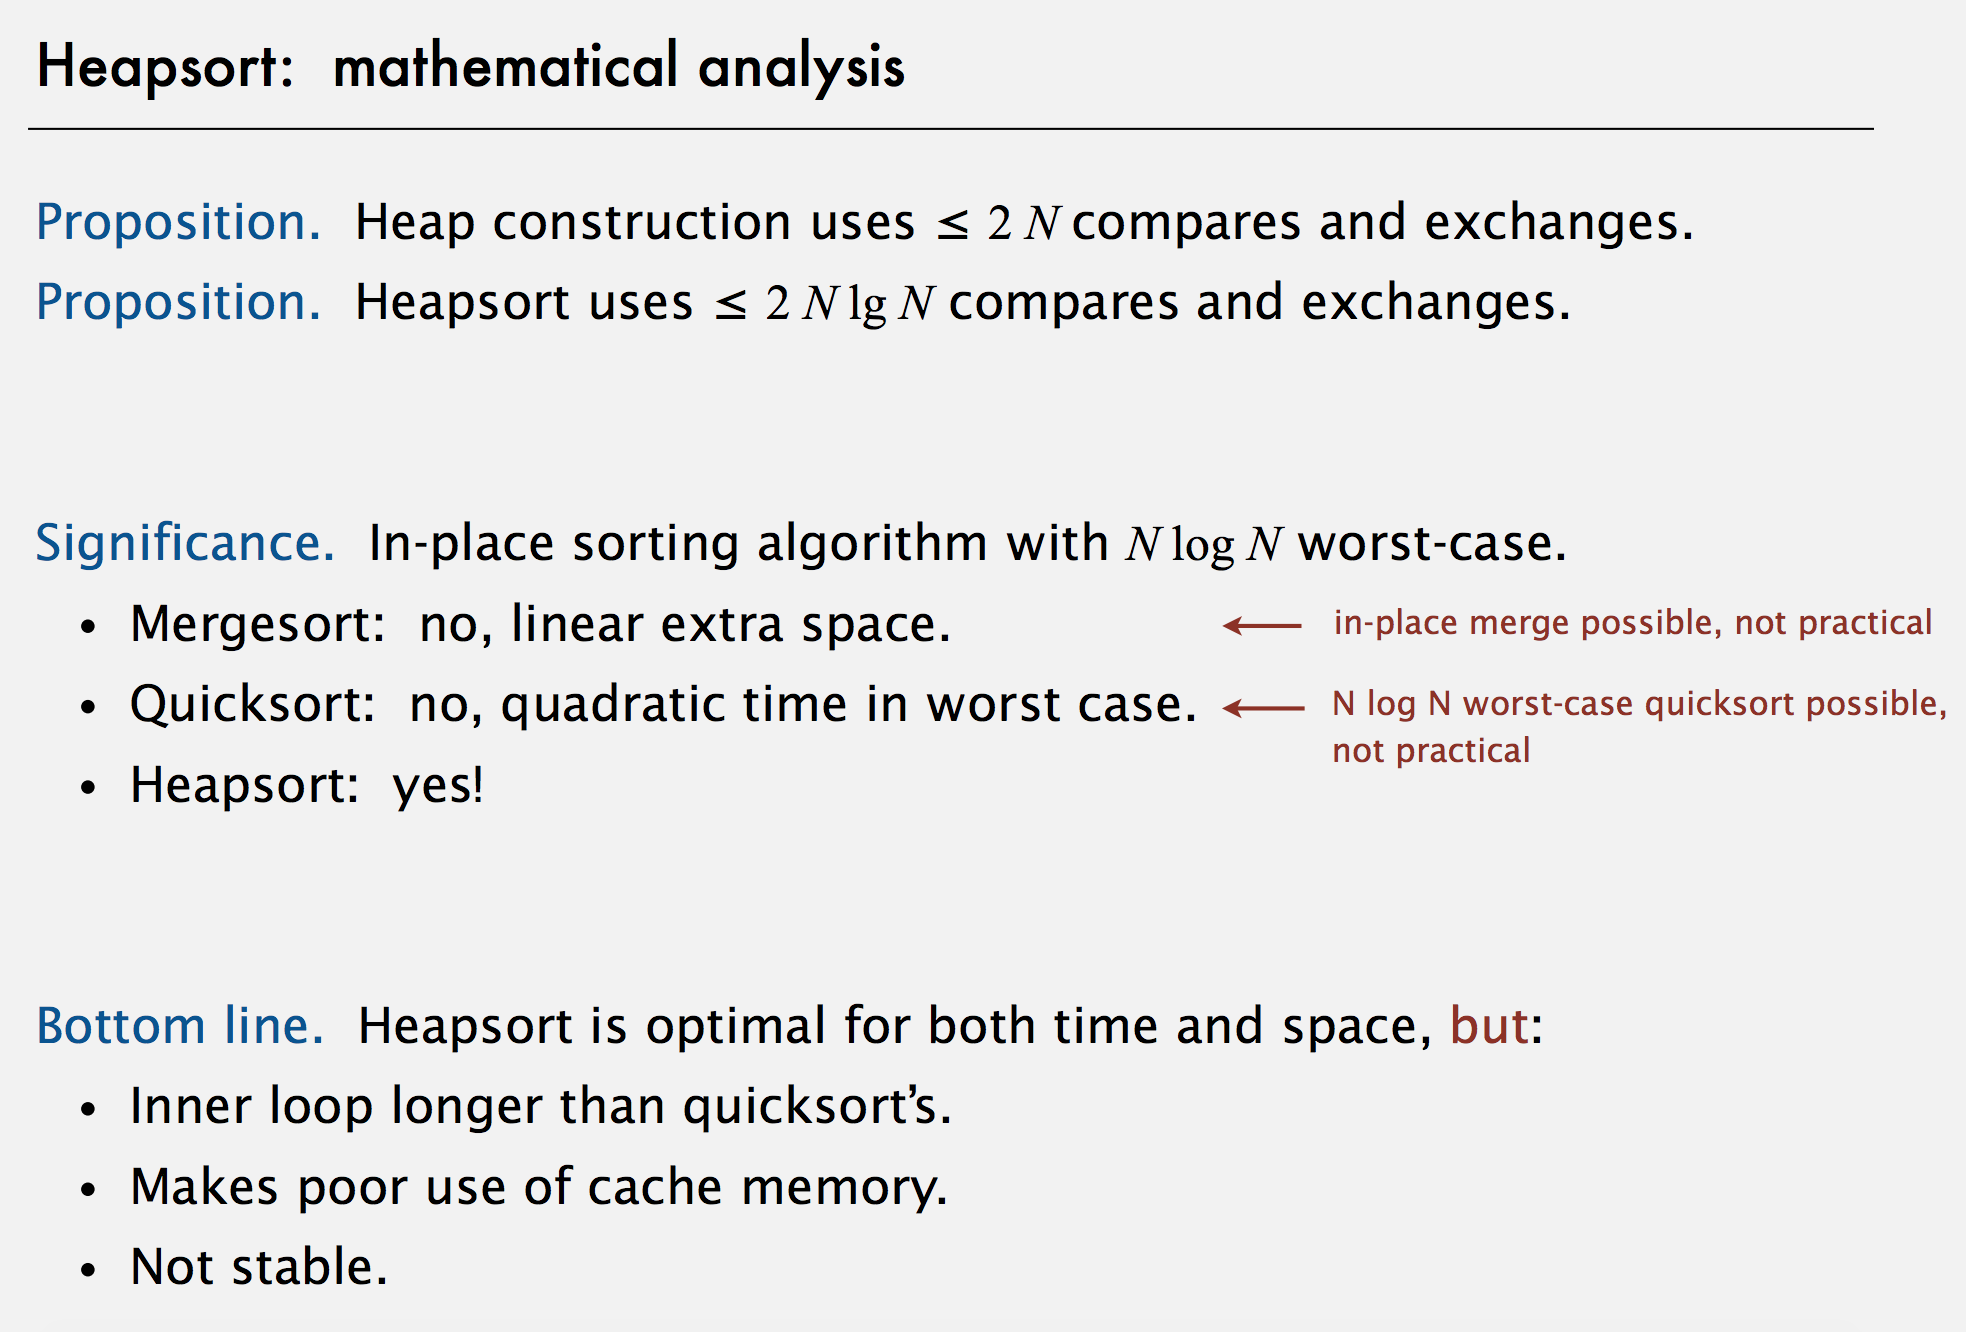 Heapsort: mathematical analysis
Proposition. Heap construction uses ≤ 2 N compares and exchanges.
Proposition. Heapsort uses ≤ 2 N lg N compares and exchanges.
Significance. In-place sorting algorithm with N log N worst-case.
• Mergesort: no, linear extra space. ← in-place merge possible, not practical
• Quicksort: no, quadratic time in worst case. ← N log N worst-case quicksort possible,
not practical
• Heapsort: yes!
Bottom line. Heapsort is optimal for both time and space, but:
• Inner loop longer than quicksort’s.
• Makes poor use of cache memory.
• Not stable.